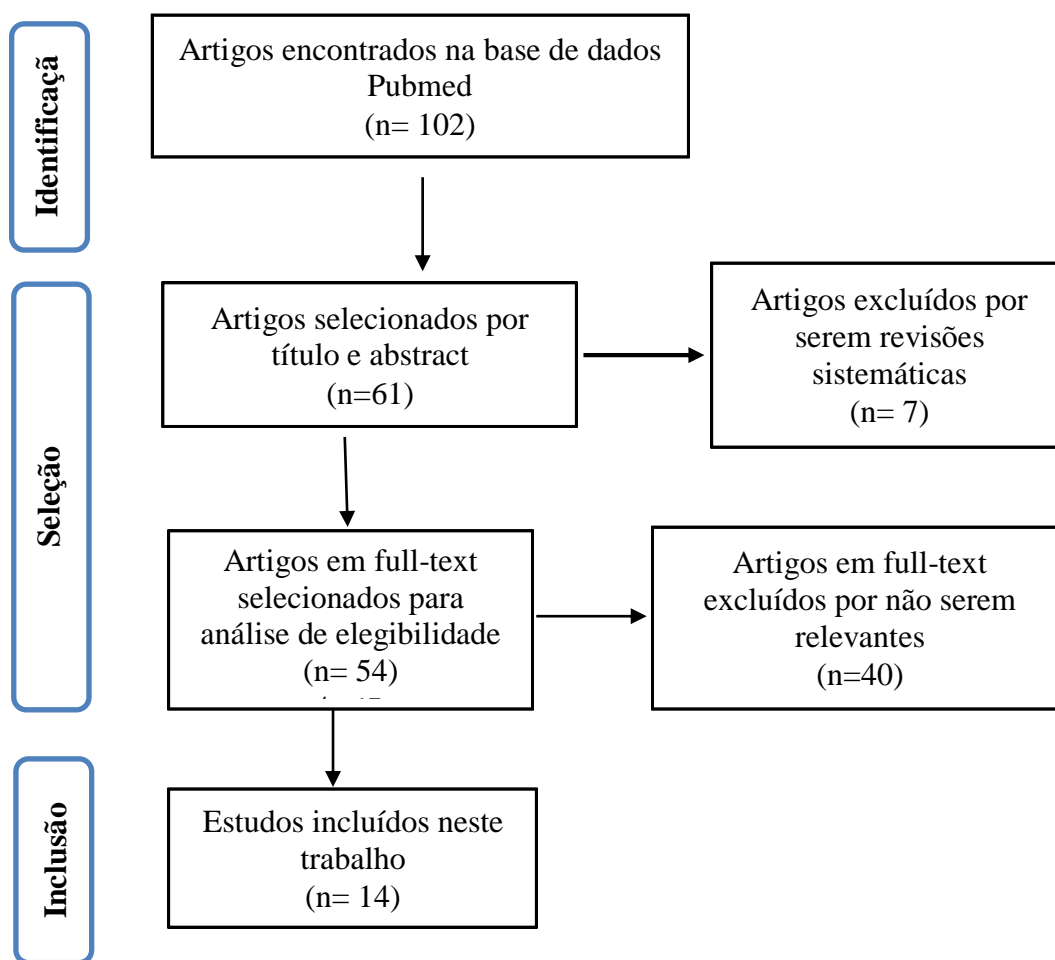 Identificaçã
Artigos encontrados na base de dados
Pubmed
(n= 102)
Seleção
Artigos selecionados por
título e abstract
(n=61)
Artigos excluídos por
serem revisões
sistemáticas
(n= 7)
Artigos em full-text
selecionados para
análise de elegibilidade
(n= 54)
Artigos em full-text
excluídos por não serem
relevantes
(n=40)
Inclusão
Estudos incluídos neste
trabalho
(n= 14)